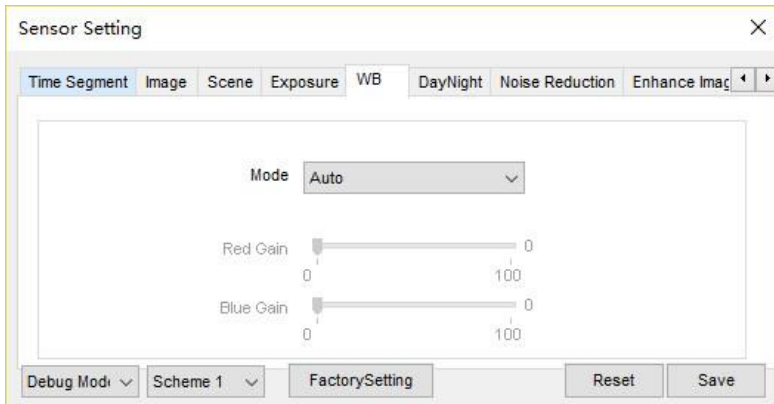 Sensor Setting
Time Segment Image Scene Exposure WB DayNight Noise Reduction Enhance Imag
Mode Auto
Red Gain 0
0 100
Blue Gain 0
0 100
Debug Mod Scheme 1 FactorySetting Reset Save